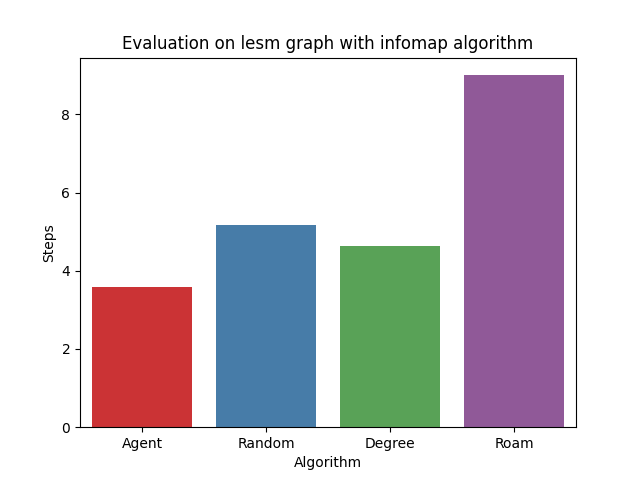 Evaluation on lesm graph with infomap algorithm
8
6
4
2
0
Steps
Agent
Random
Degree
Roam
Algorithm